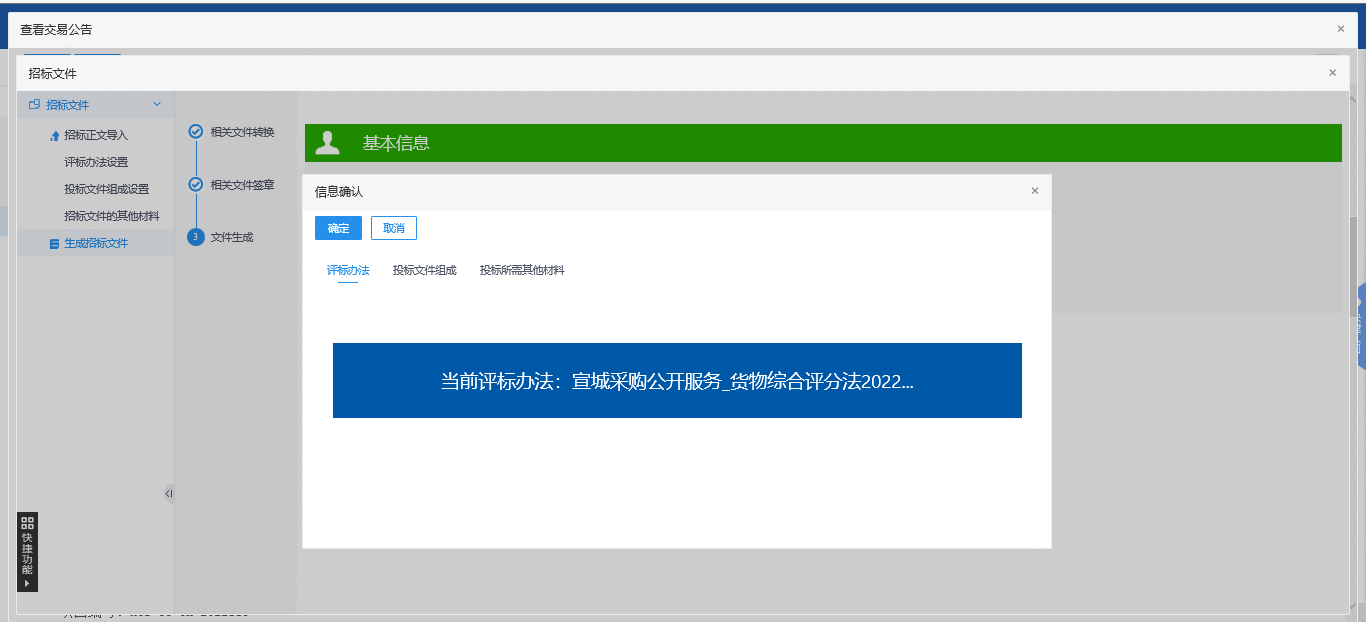 查看交易公告
招标文件
招标文件
招标正文导入
评标办法设置
投标文件组成设置
招标文件的其他材料
生成招标文件
相关文件转换
相关文件签章
3 文件生成
基本信息
信息确认
确定 取消
评标办法 投标文件组成 投标所需其他材料
当前评标办法：宣城采购公开服务_货物综合评分法2022...
快捷功能